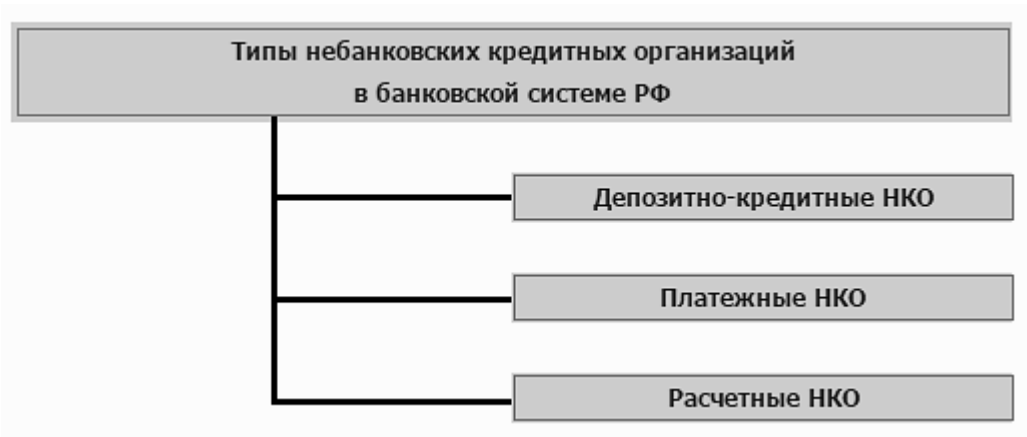 Типы небанковских кредитных организаций
в банковской системе РФ
Депозитно-кредитные НКО
Платежные НКО
Расчетные НКО